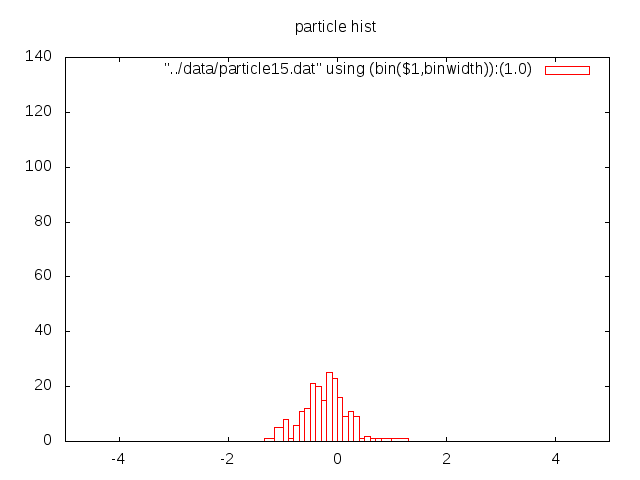 particle hist
140
"../data/particle15.dat" using (bin($1,binwidth)):(1.0)
120
100
80
60
40
20
0
-4 -2 0 2 4